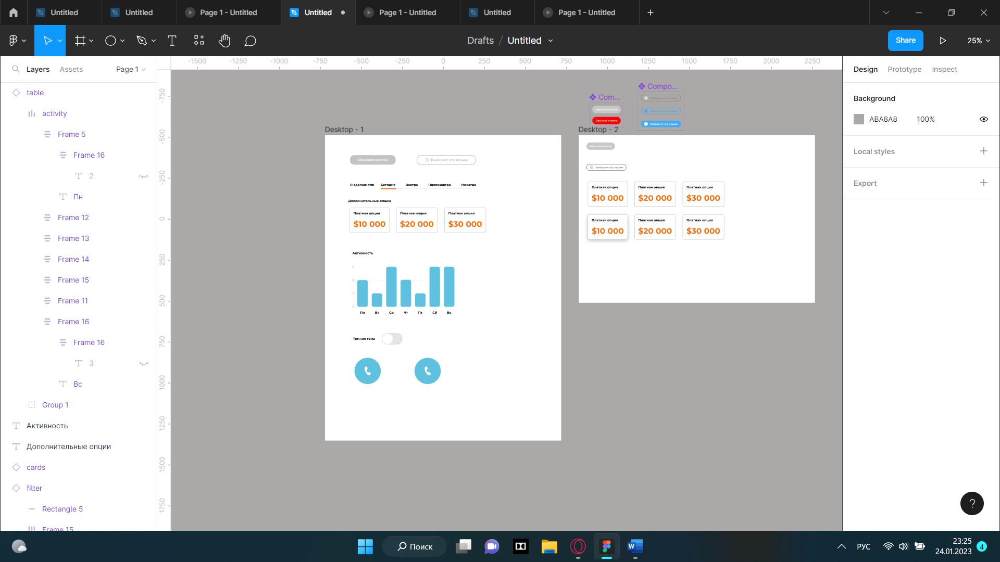 Untitled
Untitled
Page 1 - Untitled
Untitled
Page 1 - Untitled
Untitled
Page 1 - Untitled
Drafts / Untitled
Share
25%
Layers
Assets
Page 1
table
activity
Frame 5
Frame 16
2
Пн
Frame 12
Frame 13
Frame 14
Frame 15
Frame 11
Frame 16
Frame 16
3
Вс
Group 1
Активность
Дополнительные опции
cards
filter
Rectangle 5
Frame 15
-1500 -1250 -1000 -750 -500 -250 0 250 500 750 1000 1250 1500 1750 2000 2250
-750
-500
-250
0
250
500
750
1000
1250
1500
1750
Com...
Обычная кнопка
Обычная кнопка
Compo...
Выберите эту опцию
Выберите эту опцию
Выберите эту опцию
Desktop - 1
Обычная кнопка
Выберите эту опцию
Я сделаю это: Сегодня Завтра Послезавтра Никогда
Дополнительные опции
Платная опция Платная опция Платная опция
$10 000 $20 000 $30 000
Активность
3
2
1
0
Пн Вт Ср Чт Пт Сб Вс
Темная тема
Desktop - 2
Обычная кнопка
Выберите эту опцию
Платная опция Платная опция Платная опция
$10 000 $20 000 $30 000
Платная опция Платная опция Платная опция
$10 000 $20 000 $30 000
Design
Prototype
Inspect
Background
ABA8A8 100%
Local styles
Export
?
Поиск
W
РУС
23:25
24.01.2023
4